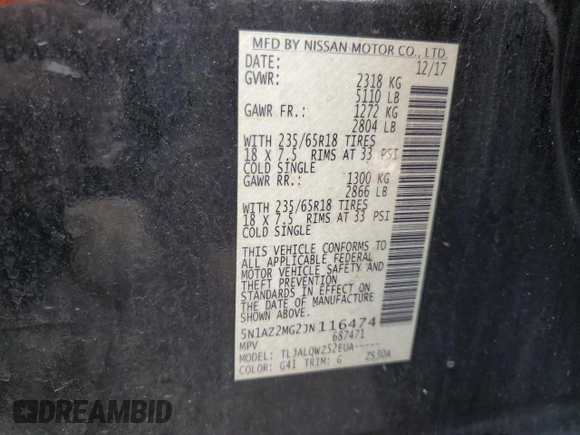 MFD BY NISSAN MOTOR CO., LTD.
DATE: 12/17
GVWR: 2318 KG
5110 LB
GAWR FR.: 1272 KG
2804 LB
WITH 235/65R18 TIRES
18 X 7.5 RIMS AT 33 PSI
COLD SINGLE
GAWR RR.: 1300 KG
2866 LB
WITH 235/65R18 TIRES
18 X 7.5 RIMS AT 33 PSI
COLD SINGLE
THIS VEHICLE CONFORMS TO
ALL APPLICABLE FEDERAL
MOTOR VEHICLE SAFETY AND
THEFT PREVENTION
STANDARDS IN EFFECT ON
THE DATE OF MANUFACTURE
SHOWN ABOVE.
5N1AZ2MG2JN116474
MPV 687471
MODEL: TLJALQWZ52EUA-----
COLOR: G41 TRIM: G ZS30A
DREAMBID